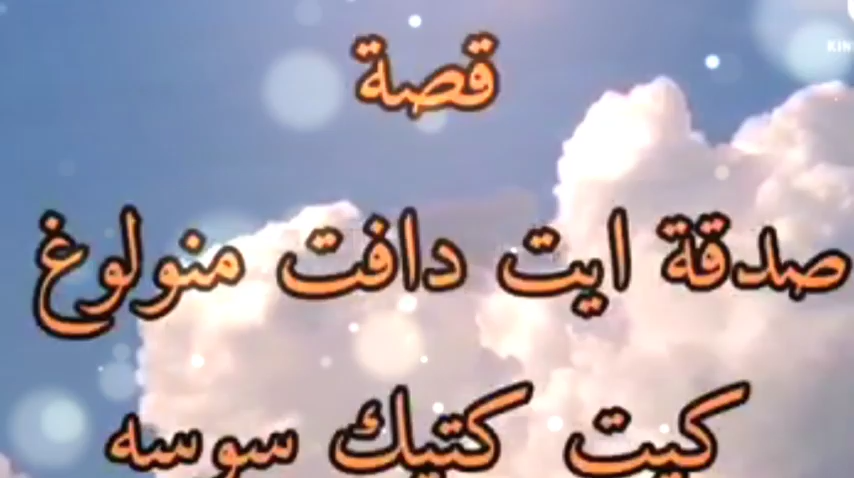 قصة
صدقة ايت دافت منولوغ
كيت كتيك سوسه